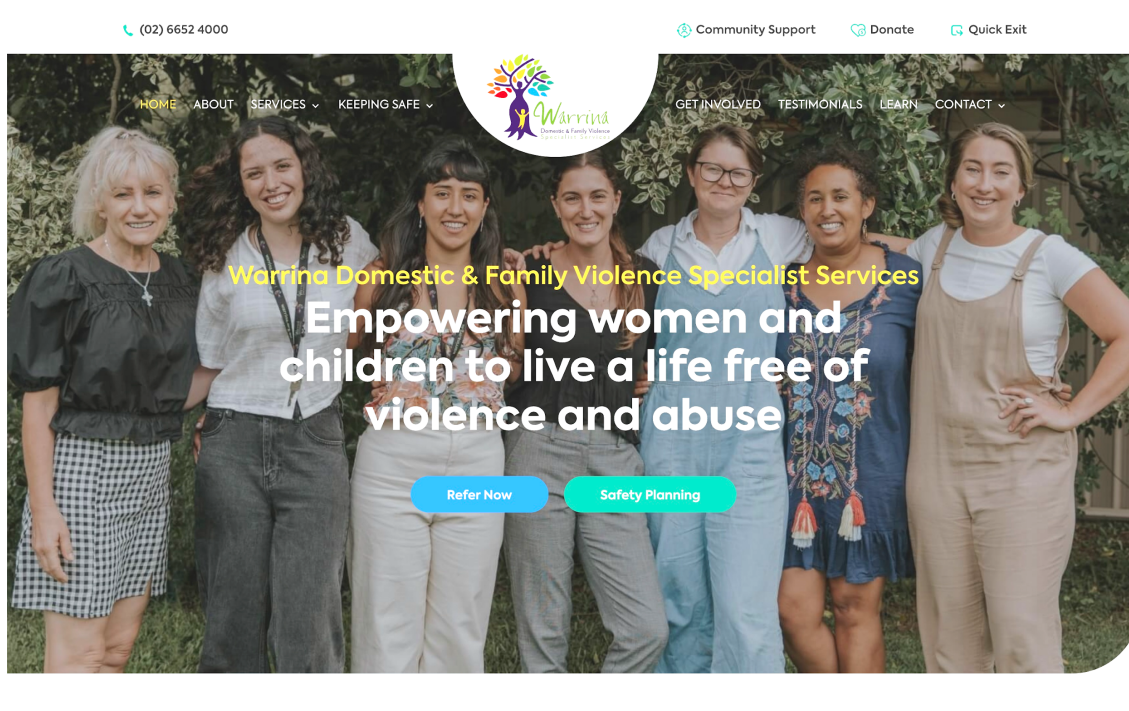 (02) 6652 4000
Community Support
Donate
Quick Exit
HOME
ABOUT
SERVICES
KEEPING SAFE
Warrina
Domestic & Family Violence
Specialist Services
GET INVOLVED
TESTIMONIALS
LEARN
CONTACT
Warrina Domestic & Family Violence Specialist Services
Empowering women and
children to live a life free of
violence and abuse
Refer Now
Safety Planning